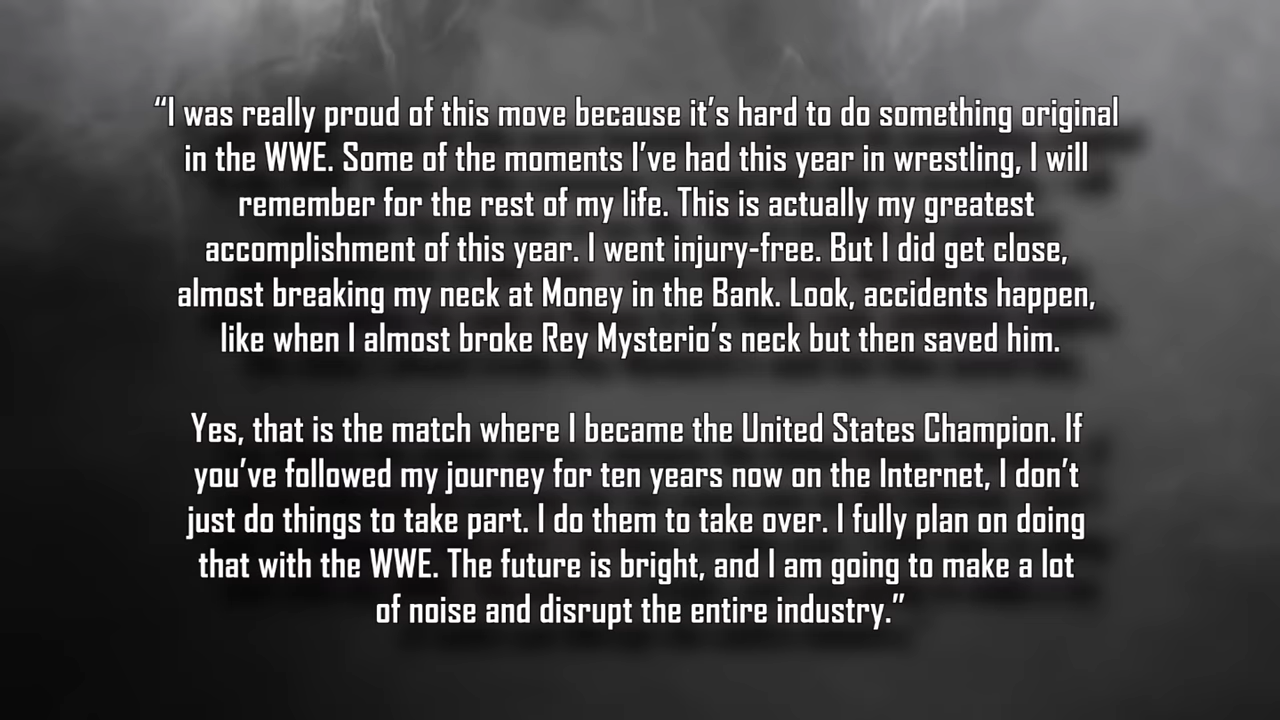 “I was really proud of this move because it’s hard to do something original
in the WWE. Some of the moments I’ve had this year in wrestling, I will
remember for the rest of my life. This is actually my greatest
accomplishment of this year. I went injury-free. But I did get close,
almost breaking my neck at Money in the Bank. Look, accidents happen,
like when I almost broke Rey Mysterio’s neck but then saved him.
Yes, that is the match where I became the United States Champion. If
you’ve followed my journey for ten years now on the Internet, I don’t
just do things to take part. I do them to take over. I fully plan on doing
that with the WWE. The future is bright, and I am going to make a lot
of noise and disrupt the entire industry.”